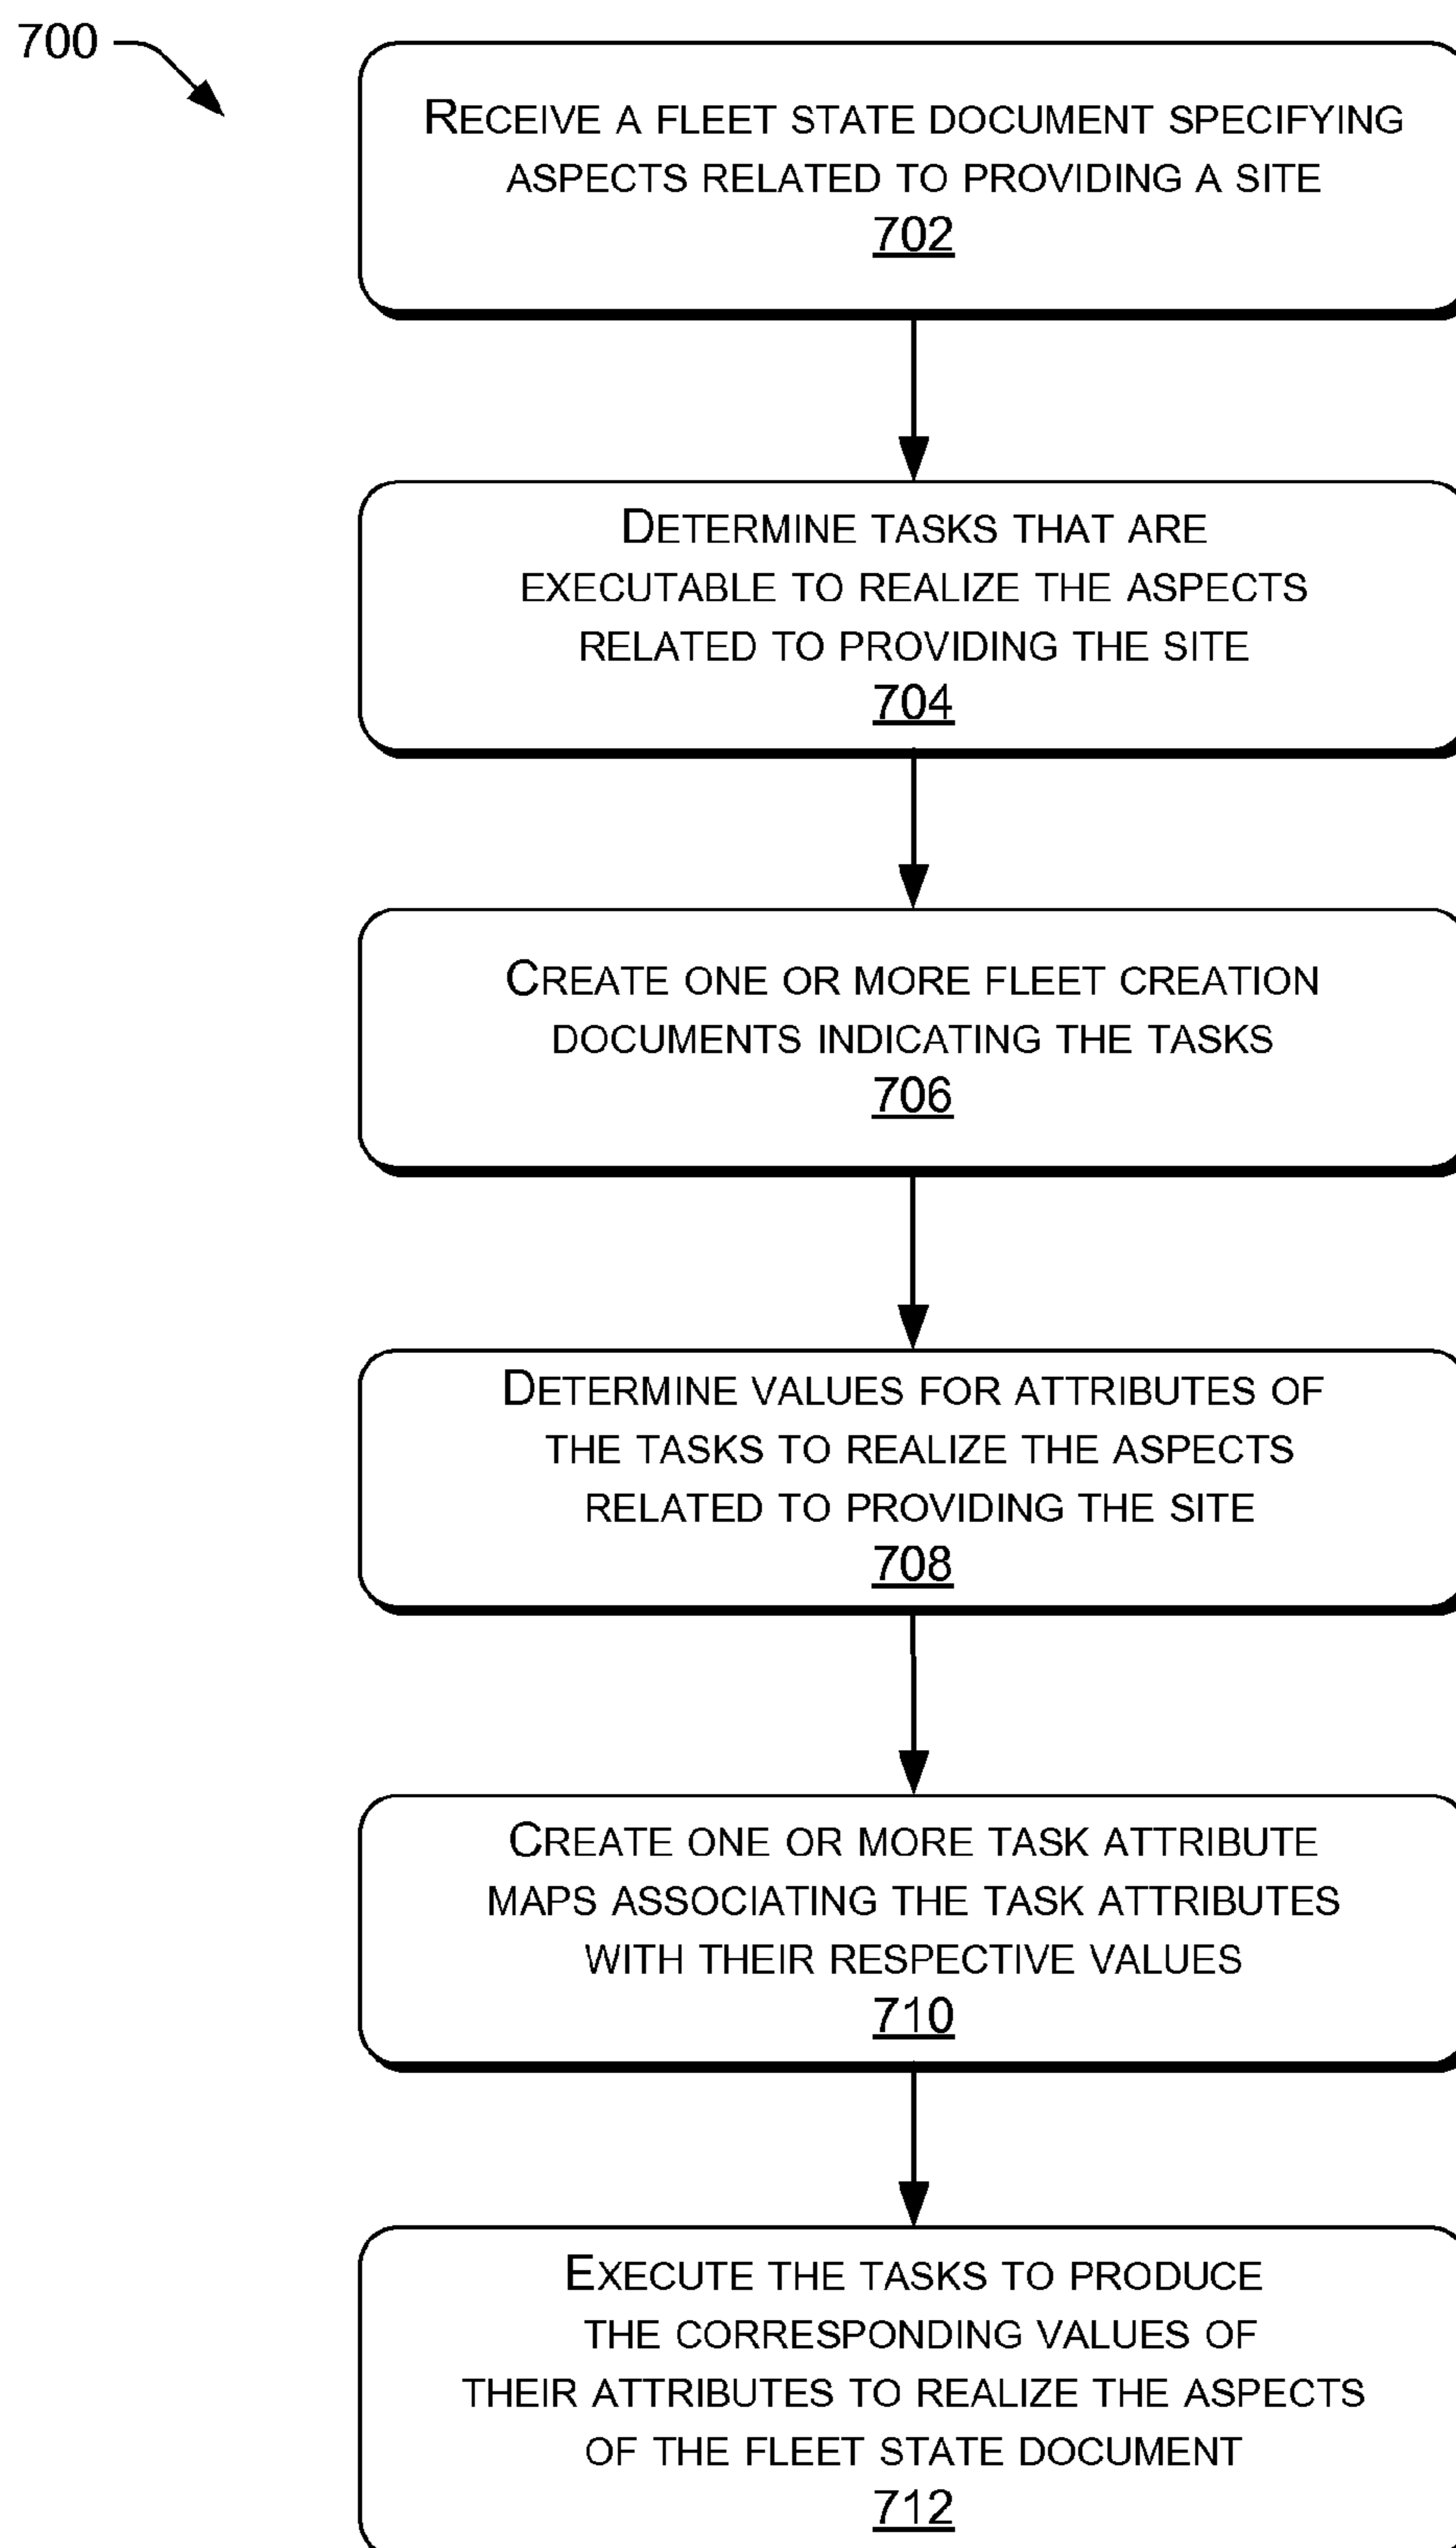 700
RECEIVE A FLEET STATE DOCUMENT SPECIFYING
ASPECTS RELATED TO PROVIDING A SITE
702
DETERMINE TASKS THAT ARE
EXECUTABLE TO REALIZE THE ASPECTS
RELATED TO PROVIDING THE SITE
704
CREATE ONE OR MORE FLEET CREATION
DOCUMENTS INDICATING THE TASKS
706
DETERMINE VALUES FOR ATTRIBUTES OF
THE TASKS TO REALIZE THE ASPECTS
RELATED TO PROVIDING THE SITE
708
CREATE ONE OR MORE TASK ATTRIBUTE
MAPS ASSOCIATING THE TASK ATTRIBUTES
WITH THEIR RESPECTIVE VALUES
710
EXECUTE THE TASKS TO PRODUCE
THE CORRESPONDING VALUES OF
THEIR ATTRIBUTES TO REALIZE THE ASPECTS
OF THE FLEET STATE DOCUMENT
712